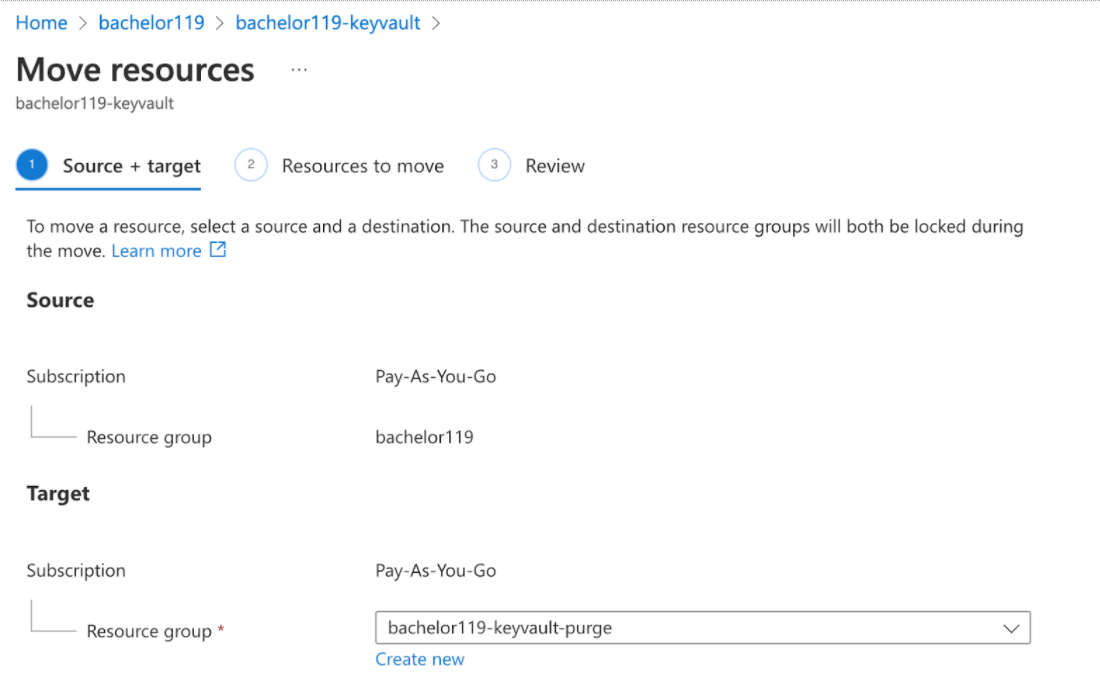 Home > bachelor119 > bachelor119-keyvault >
Move resources ...
bachelor119-keyvault
1 Source + target 2 Resources to move 3 Review
To move a resource, select a source and a destination. The source and destination resource groups will both be locked during
the move. Learn more
Source
Subscription Pay-As-You-Go
Resource group bachelor119
Target
Subscription Pay-As-You-Go
Resource group * bachelor119-keyvault-purge
Create new